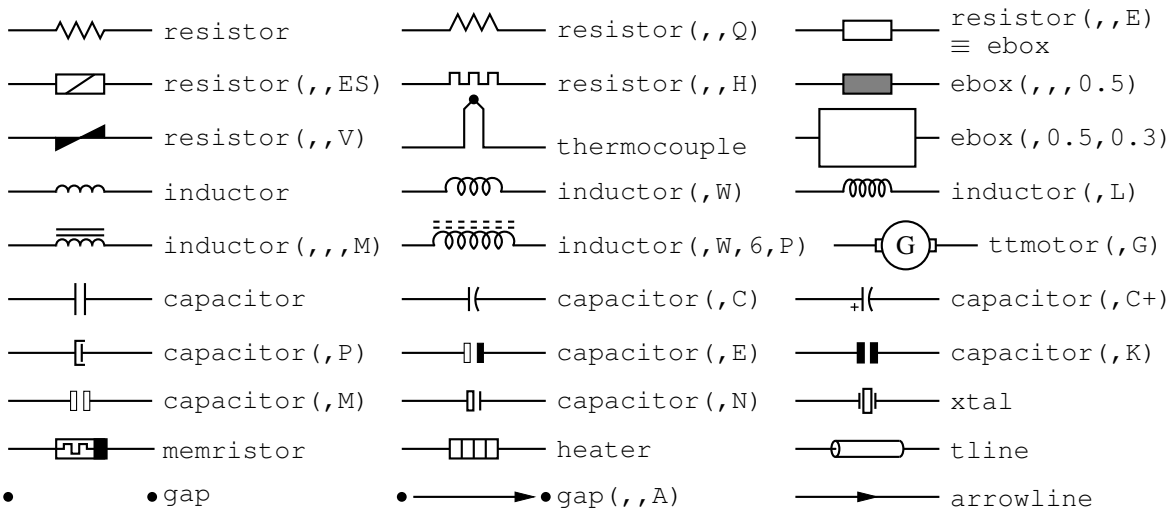 resistor
resistor(,,Q)
resistor(,,E)
≡ ebox
resistor(,,ES)
resistor(,,H)
ebox(,,,0.5)
resistor(,,V)
thermocouple
ebox(,0.5,0.3)
inductor
inductor(,W)
inductor(,L)
inductor(,,,M)
inductor(,W,6,P)
G
ttmotor(,G)
capacitor
capacitor(,C)
+
capacitor(,C+)
capacitor(,P)
capacitor(,E)
capacitor(,K)
capacitor(,M)
capacitor(,N)
xtal
memristor
heater
tline
gap
gap(,,A)
arrowline